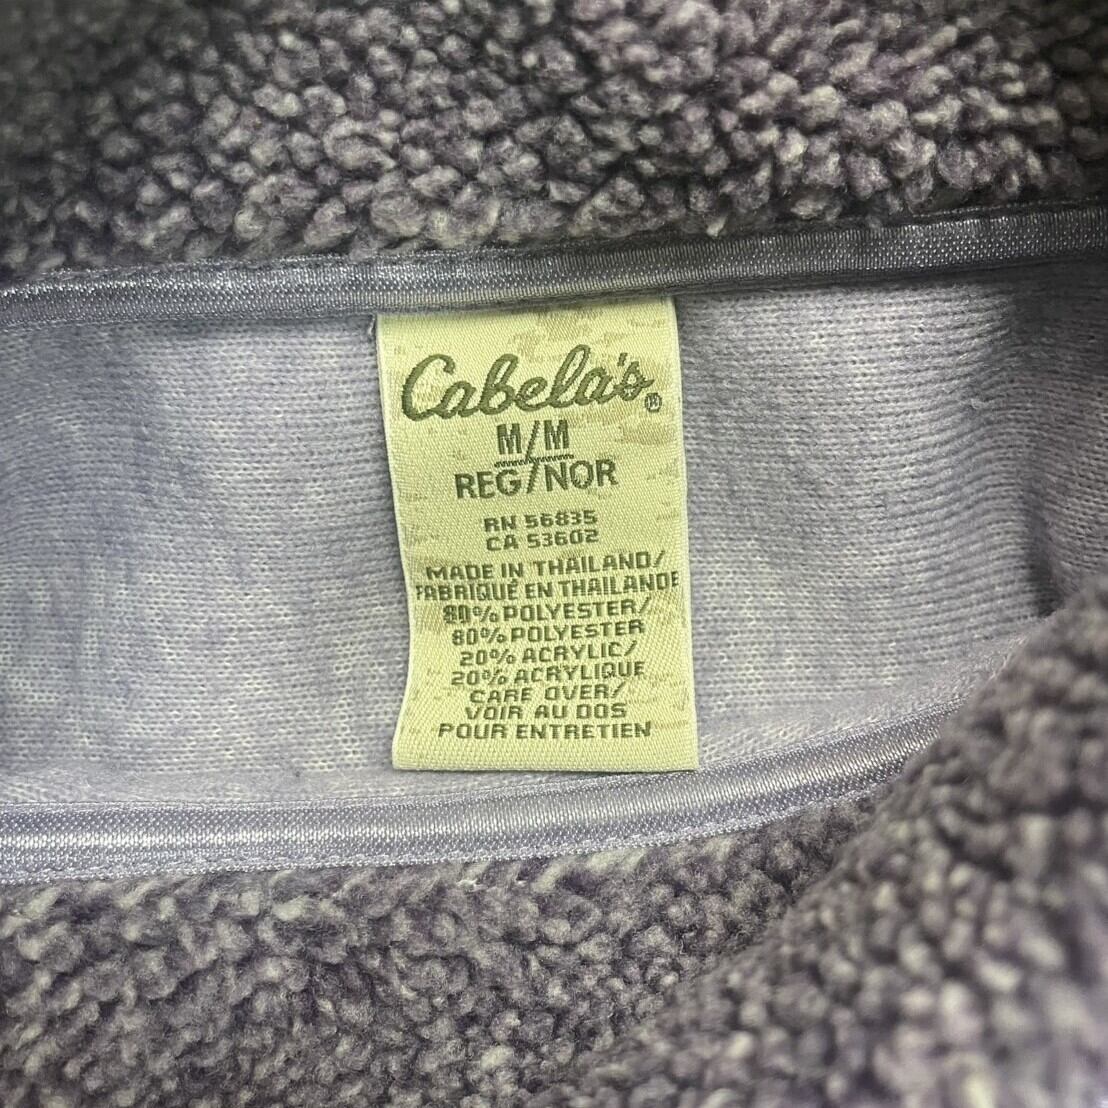 Cabela's®
M/M
REG/NOR
RN 56835
CA 53602
MADE IN THAILAND/
FABRIQUÉ EN THAILANDE
80% POLYESTER/
80% POLYESTER
20% ACRYLIC/
20% ACRYLIQUE
CARE OVER/
VOIR AU DOS
POUR ENTRETIEN